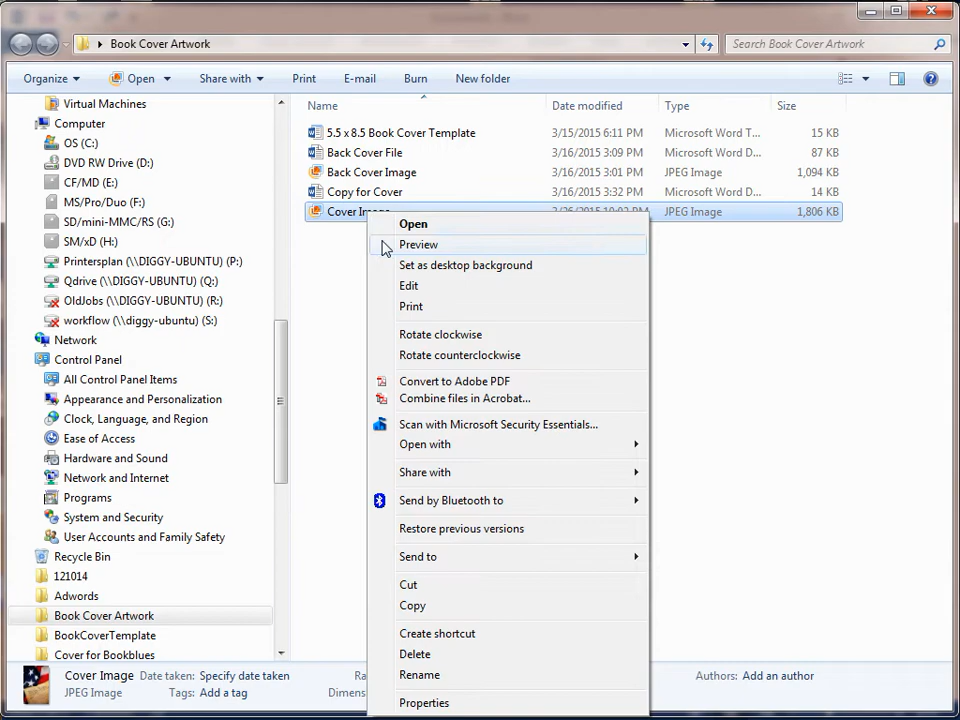 Book Cover Artwork
Search Book Cover Artwork
Organize Open Share with Print E-mail Burn New folder
Name Date modified Type Size
Virtual Machines
Computer
OS (C:)
DVD RW Drive (D:)
CF/MD (E:)
MS/Pro/Duo (F:)
SD/mini-MMC/RS (G:)
SM/xD (H:)
Printersplan (\\DIGGY-UBUNTU) (P:)
Qdrive (\\DIGGY-UBUNTU) (Q:)
OldJobs (\\DIGGY-UBUNTU) (R:)
workflow (\\diggy-ubuntu) (S:)
Network
Control Panel
All Control Panel Items
Appearance and Personalization
Clock, Language, and Region
Ease of Access
Hardware and Sound
Network and Internet
Programs
System and Security
User Accounts and Family Safety
Recycle Bin
121014
Adwords
Book Cover Artwork
BookCoverTemplate
Cover for Bookblues
5.5 x 8.5 Book Cover Template 3/15/2015 6:11 PM Microsoft Word T... 15 KB
Back Cover File 3/16/2015 3:09 PM Microsoft Word D... 87 KB
Back Cover Image 3/16/2015 3:01 PM JPEG Image 1,094 KB
Copy for Cover 3/16/2015 3:32 PM Microsoft Word D... 14 KB
Cover Image JPEG Image 1,806 KB
Open
Preview
Set as desktop background
Edit
Print
Rotate clockwise
Rotate counterclockwise
Convert to Adobe PDF
Combine files in Acrobat...
Scan with Microsoft Security Essentials...
Open with
Share with
Send by Bluetooth to
Restore previous versions
Send to
Cut
Copy
Create shortcut
Delete
Rename
Properties
Cover Image Date taken: Specify date taken Authors: Add an author
JPEG Image Tags: Add a tag